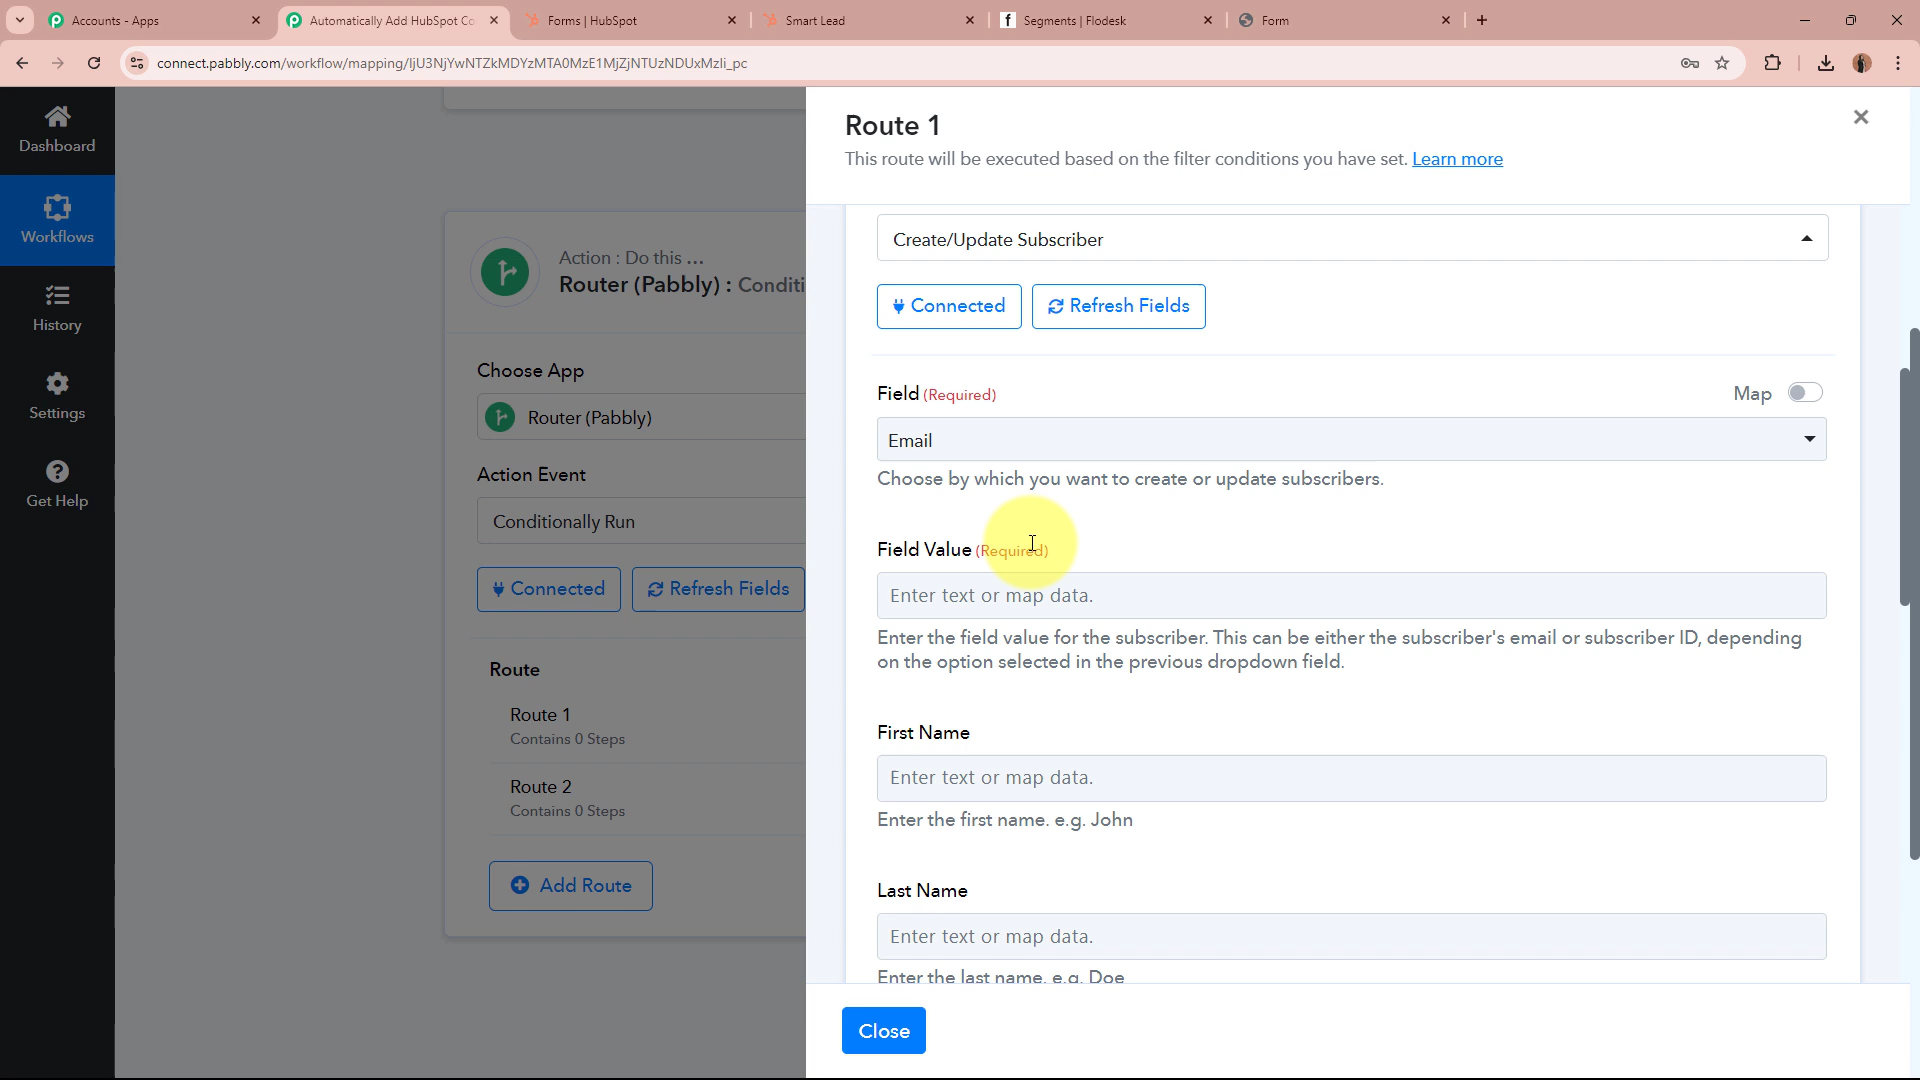 Accounts - Apps
Automatically Add HubSpot Co
Forms | HubSpot
Smart Lead
Segments | Flodesk
Form
connect.pabbly.com/workflow/mapping/IjU3NjYwNTZkMDYzMTA0MzE1MjZjNTUzNDUxMzIi_pc
Dashboard
Workflows
History
Settings
Get Help
Action : Do this ...
Router (Pabbly) : Conditi
Choose App
Router (Pabbly)
Action Event
Conditionally Run
Connected
Refresh Fields
Route
Route 1
Contains 0 Steps
Route 2
Contains 0 Steps
Add Route
Route 1
This route will be executed based on the filter conditions you have set. Learn more
Create/Update Subscriber
Connected
Refresh Fields
Field (Required)
Map
Email
Choose by which you want to create or update subscribers.
Field Value (Required)
Enter text or map data.
Enter the field value for the subscriber. This can be either the subscriber's email or subscriber ID, depending
on the option selected in the previous dropdown field.
First Name
Enter text or map data.
Enter the first name. e.g. John
Last Name
Enter text or map data.
Enter the last name. e.g. Doe
Close